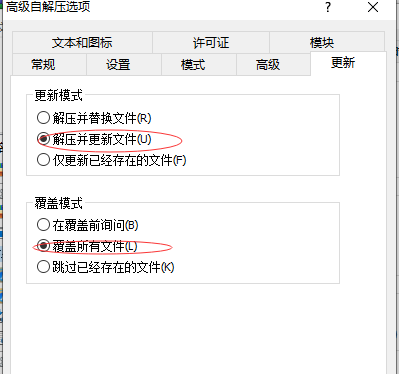 高级自解压选项
?
文本和图标 许可证 模块
常规 设置 模式 高级 更新
更新模式
解压并替换文件(R)
解压并更新文件(U)
仅更新已经存在的文件(F)
覆盖模式
在覆盖前询问(B)
覆盖所有文件(L)
跳过已经存在的文件(K)